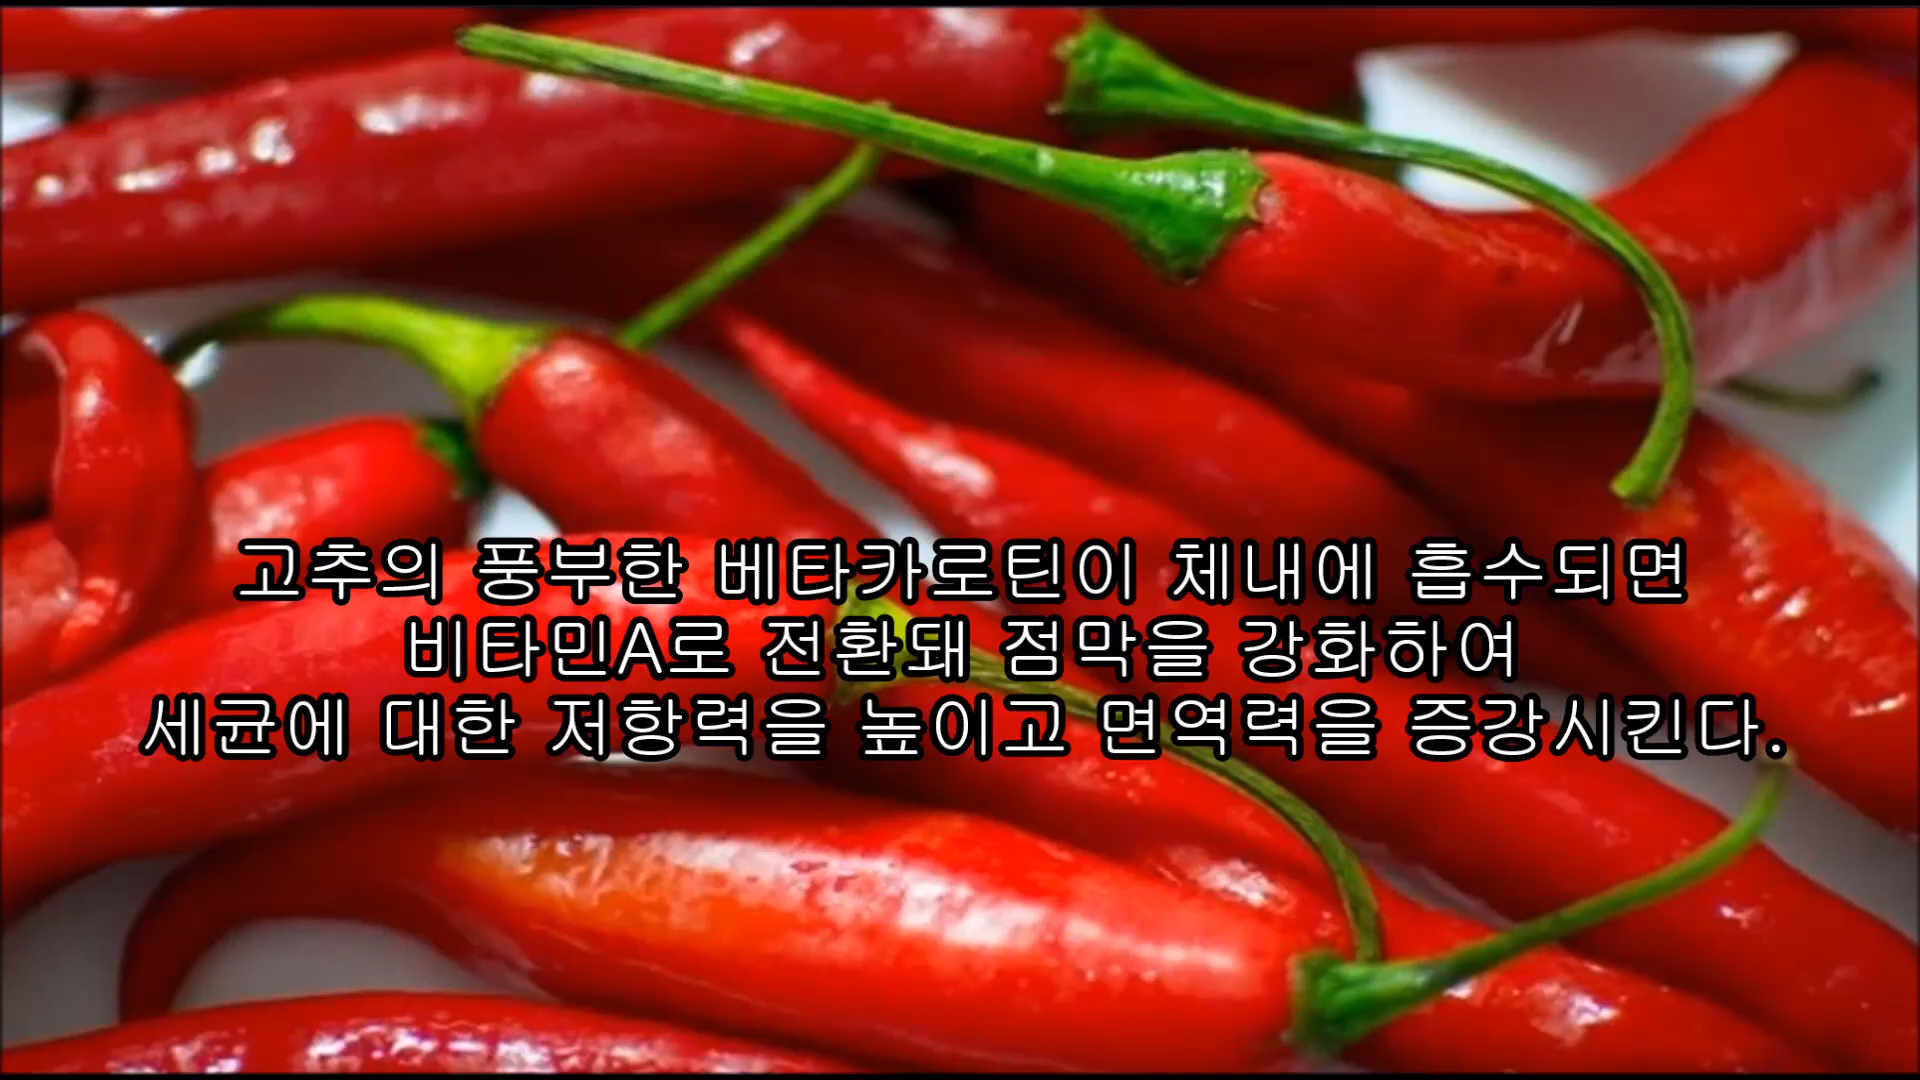 고추의 풍부한 베타카로틴이 체내에 흡수되면
비타민A로 전환돼 점막을 강화하여
세균에 대한 저항력을 높이고 면역력을 증강시킨다.